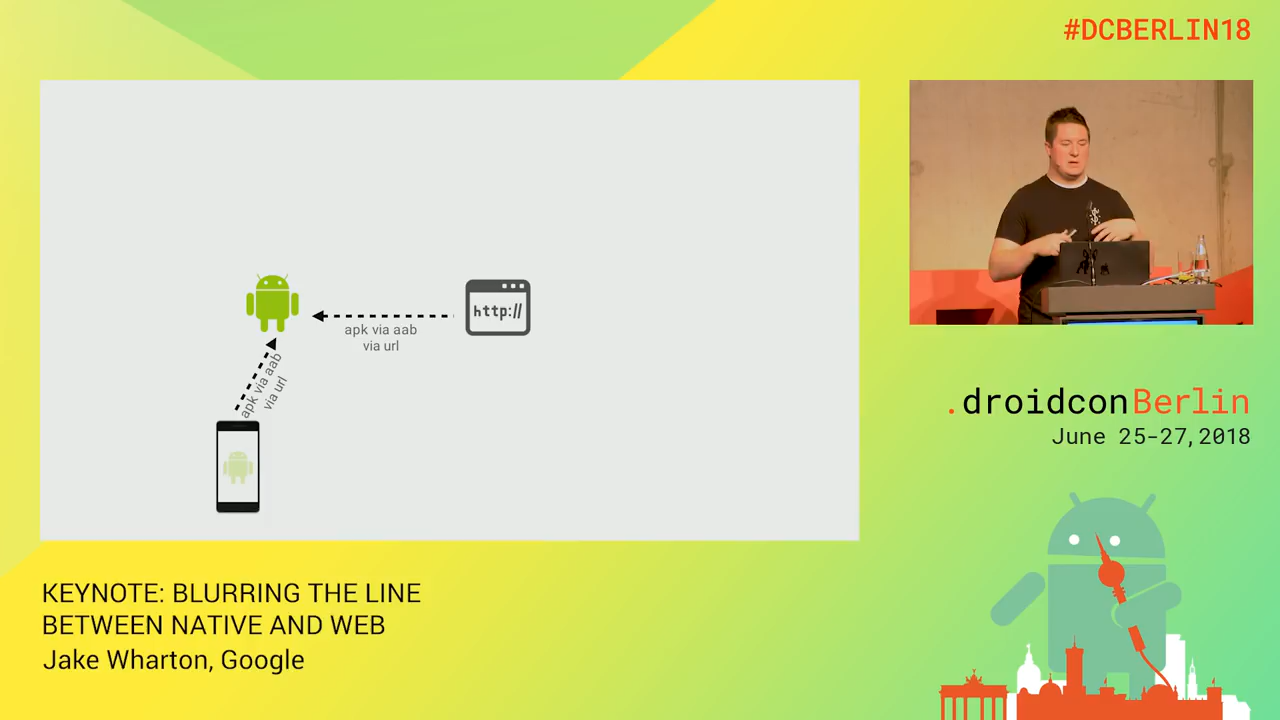 #DCBERLIN18
http://
apk via aab
via url
apk via aab
via url
.droidconBerlin
June 25-27, 2018
KEYNOTE: BLURRING THE LINE
BETWEEN NATIVE AND WEB
Jake Wharton, Google